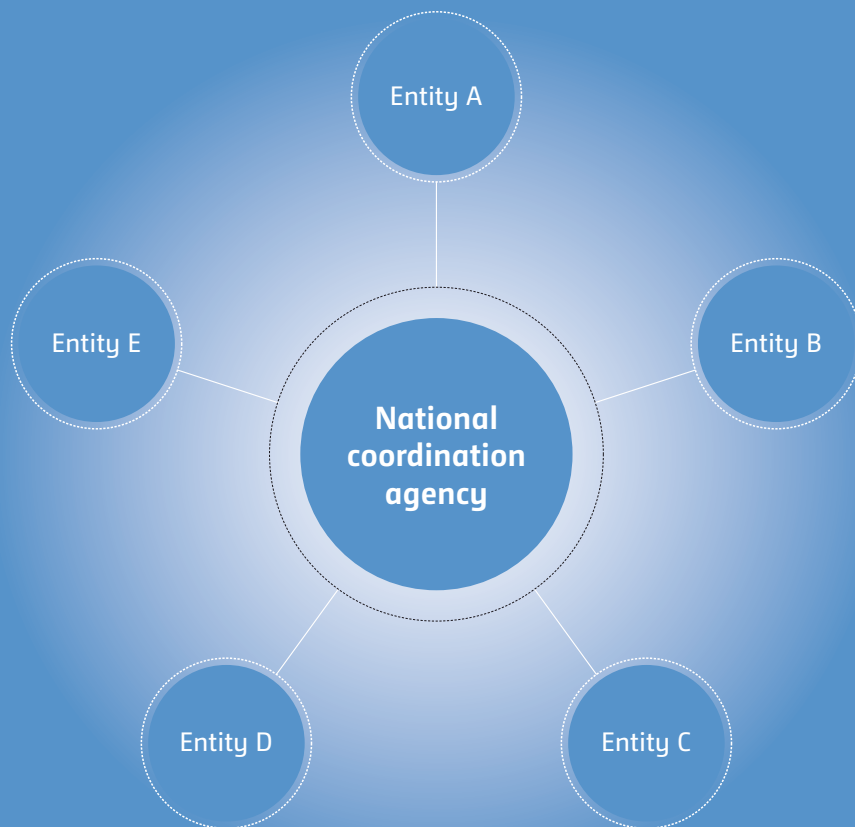 Entity A
Entity E
Entity B
National
coordination
agency
Entity D
Entity C